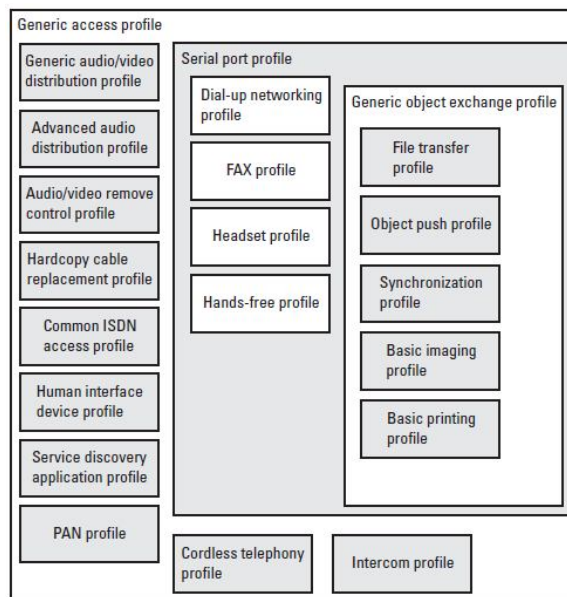 Generic access profile
Generic audio/video
distribution profile
Advanced audio
distribution profile
Audio/video remove
control profile
Hardcopy cable
replacement profile
Common ISDN
access profile
Human interface
device profile
Service discovery
application profile
PAN profile
Serial port profile
Dial-up networking
profile
FAX profile
Headset profile
Hands-free profile
Generic object exchange profile
File transfer
profile
Object push profile
Synchronization
profile
Basic imaging
profile
Basic printing
profile
Cordless telephony
profile
Intercom profile